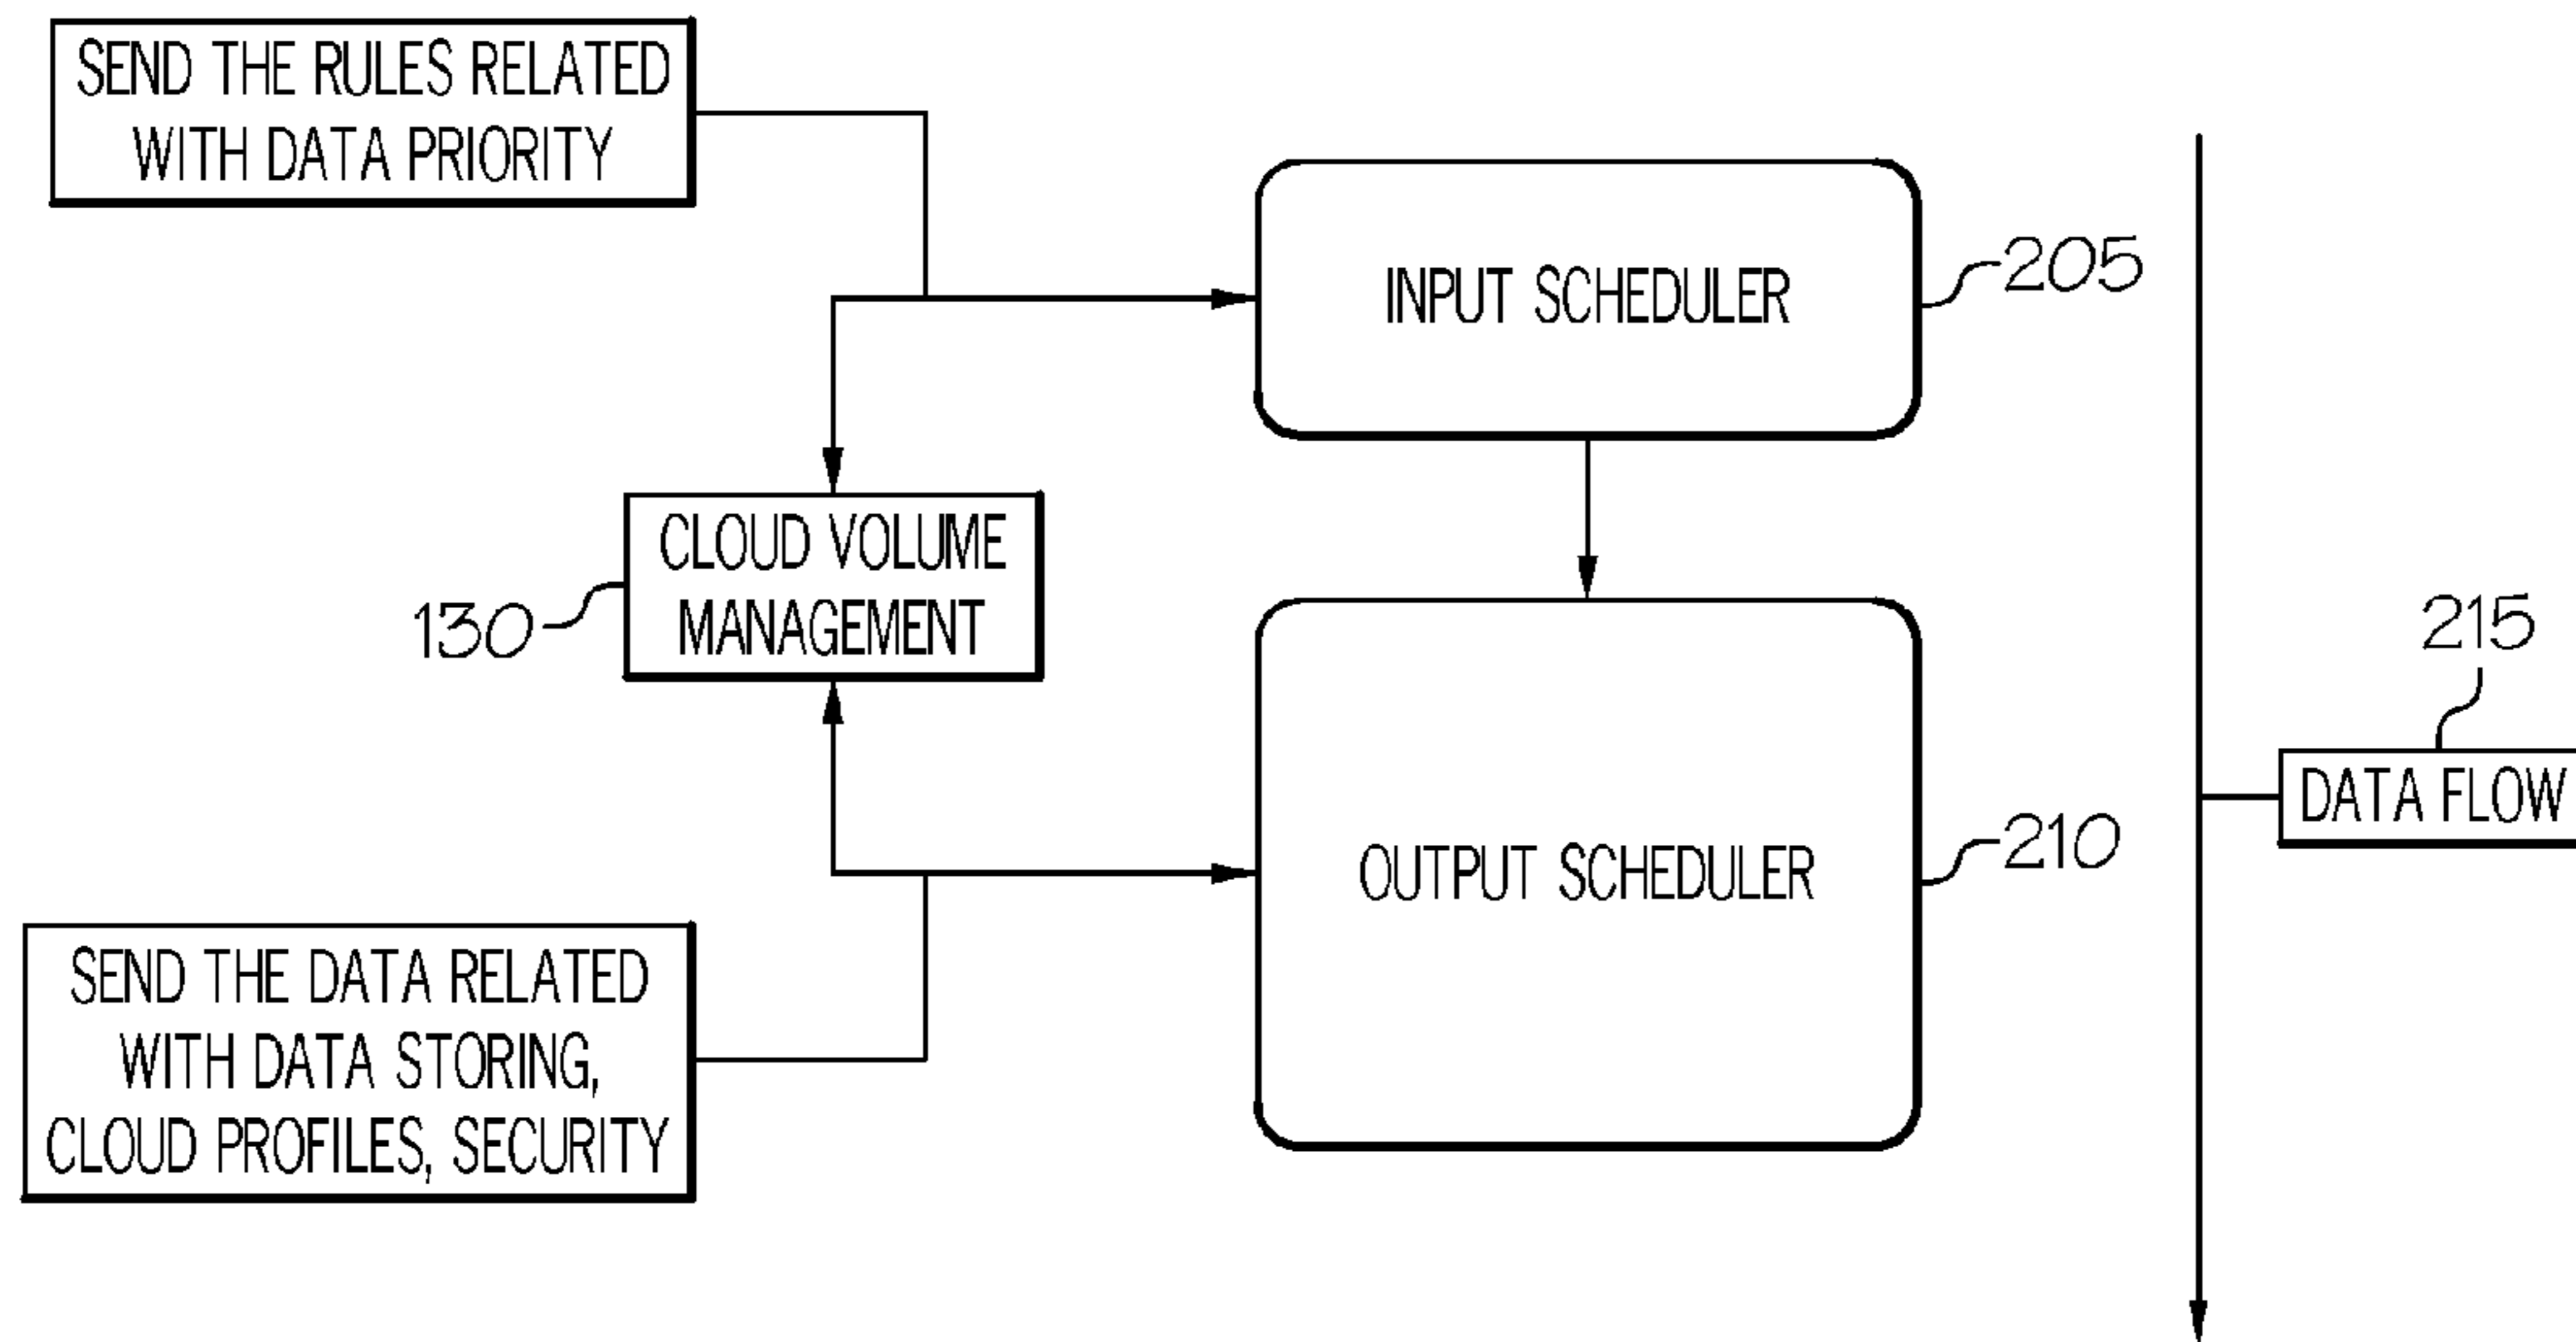 SEND THE RULES RELATED
WITH DATA PRIORITY
INPUT SCHEDULER
205
CLOUD VOLUME
MANAGEMENT
130
215
DATA FLOW
OUTPUT SCHEDULER
210
SEND THE DATA RELATED
WITH DATA STORING,
CLOUD PROFILES, SECURITY